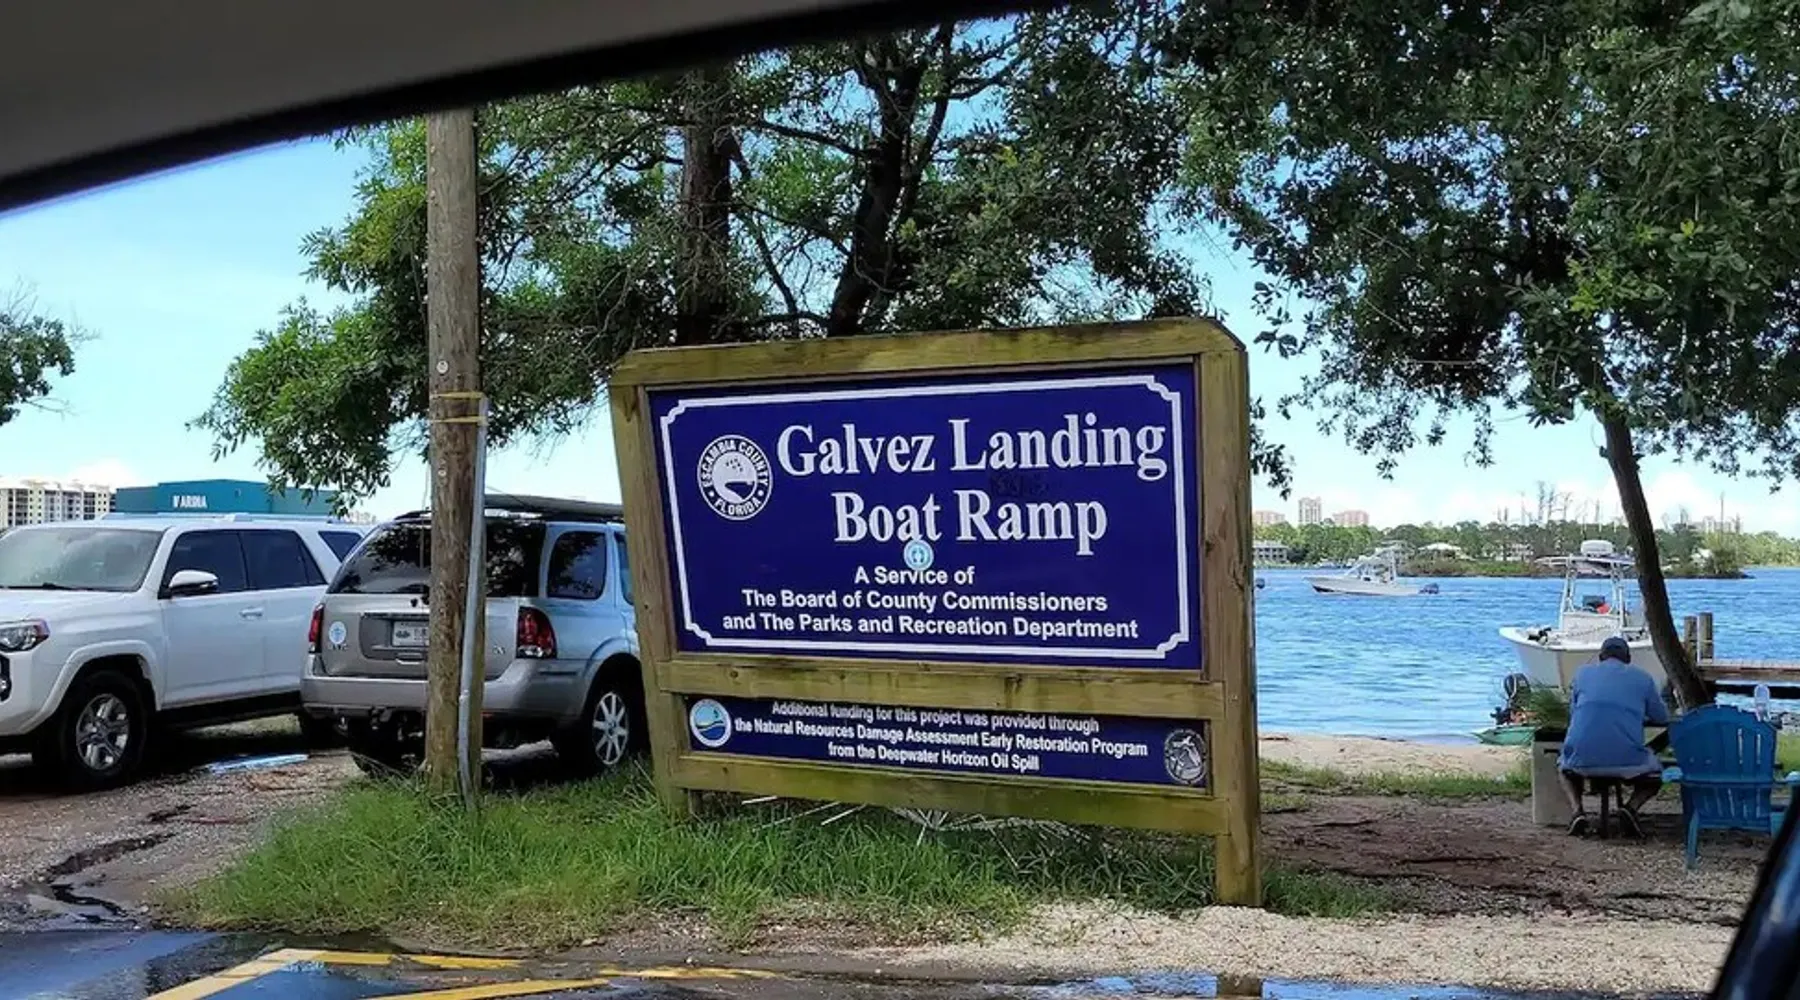 MARINA
ESCAMBIA COUNTY
FLORIDA
Galvez Landing
Boat Ramp
A Service of
The Board of County Commissioners
and The Parks and Recreation Department
Additional funding for this project was provided through
the Natural Resources Damage Assessment Early Restoration Program
from the Deepwater Horizon Oil Spill